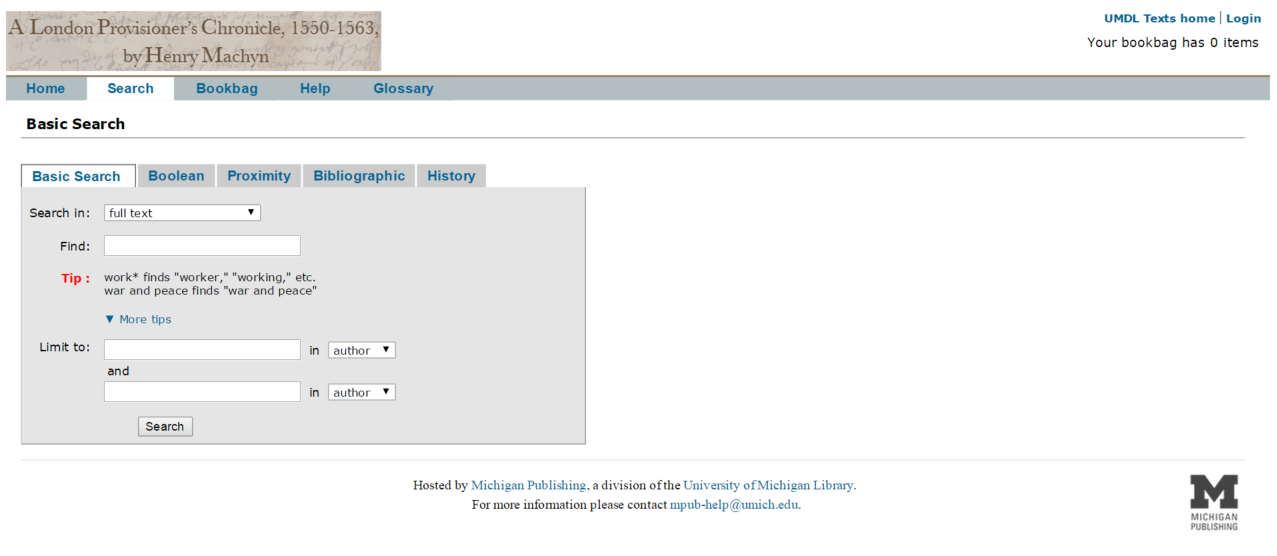 A London Provisioner's Chronicle, 1550-1563,
by Henry Machyn
UMDL Texts home | Login
Your bookbag has 0 items
Home Search Bookbag Help Glossary
Basic Search
Basic Search Boolean Proximity Bibliographic History
Search in: full text ▼
Find:
Tip : work* finds "worker," "working," etc.
war and peace finds "war and peace"
▼ More tips
Limit to: in author ▼
and
in author ▼
Search
Hosted by Michigan Publishing, a division of the University of Michigan Library.
For more information please contact mpub-help@umich.edu.
M
MICHIGAN
PUBLISHING